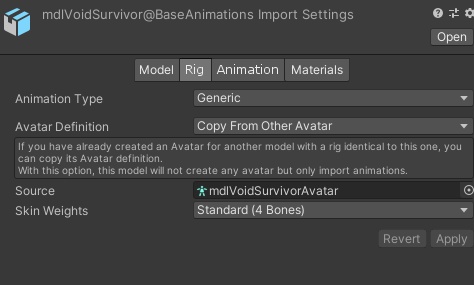 mdlVoidSurvivor@BaseAnimations Import Settings
Open
Model Rig Animation Materials
Animation Type Generic
Avatar Definition Copy From Other Avatar
If you have already created an Avatar for another model with a rig identical to this one, you
can copy its Avatar definition.
With this option, this model will not create any avatar but only import animations.
Source mdlVoidSurvivorAvatar
Skin Weights Standard (4 Bones)
Revert Apply